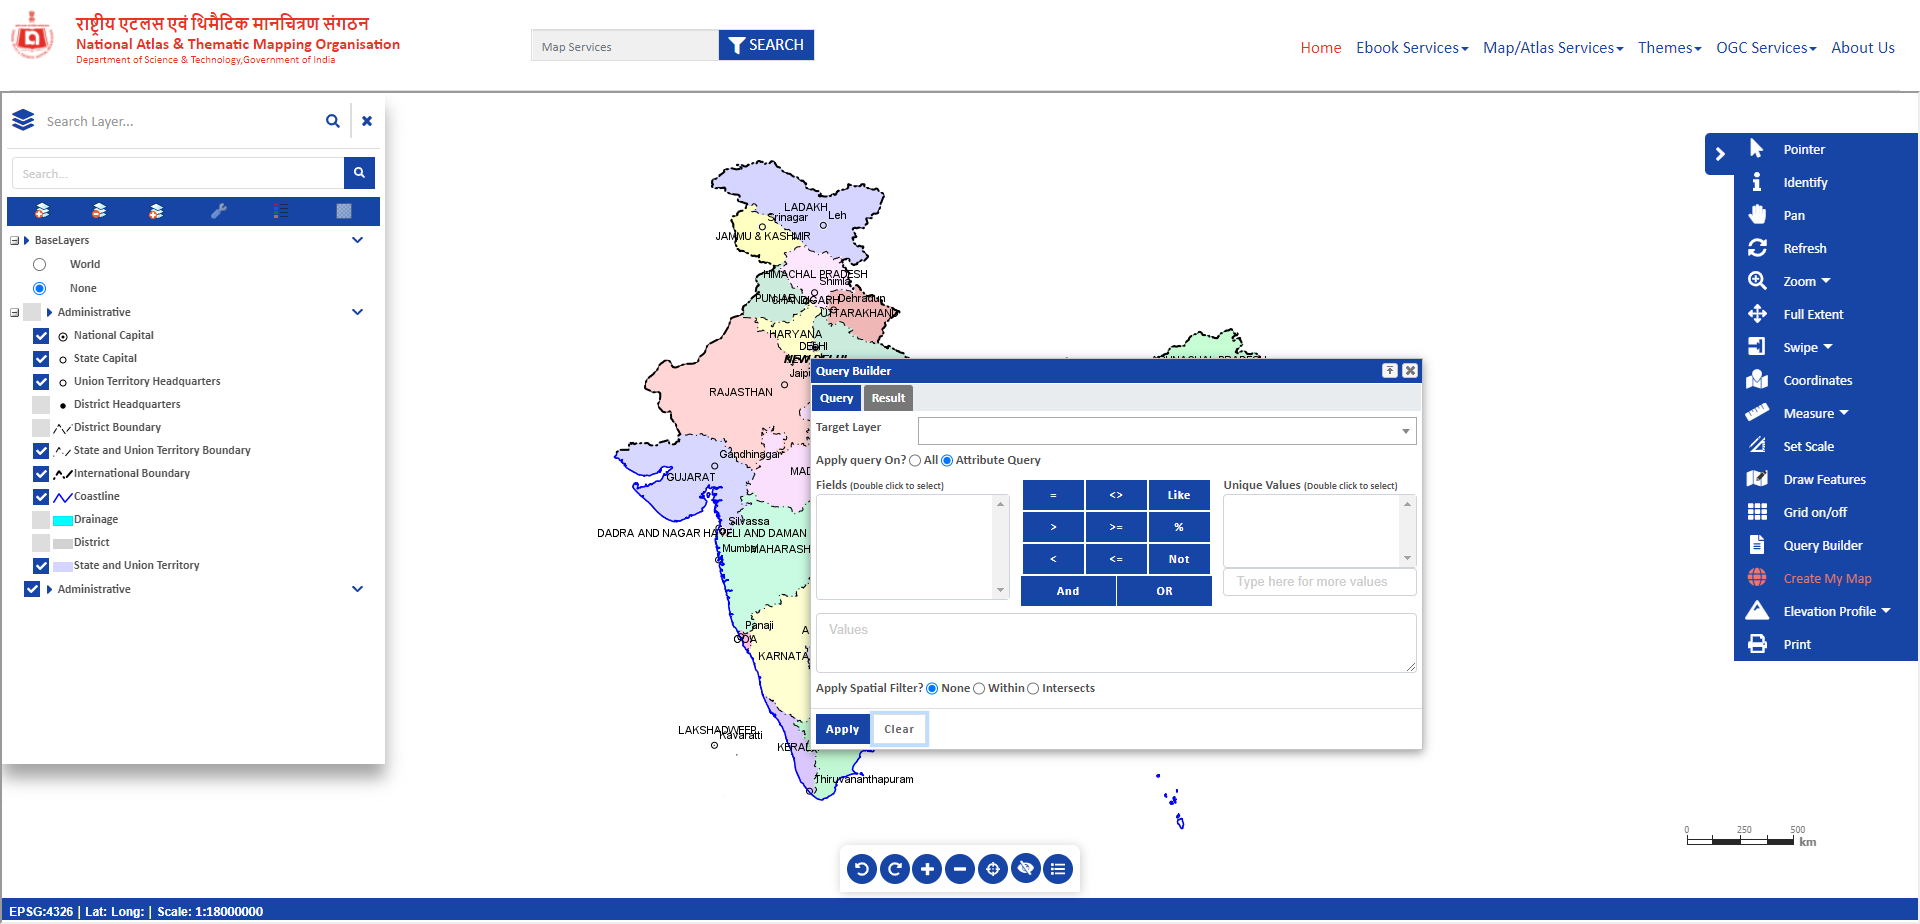 राष्ट्रीय एटलस एवं थिमैटिक मानचित्रण संगठन
National Atlas & Thematic Mapping Organisation
Department of Science & Technology,Government of India
Map Services
SEARCH
Home
Ebook Services
Map/Atlas Services
Themes
OGC Services
About Us
Search Layer...
Search...
BaseLayers
World
None
Administrative
National Capital
State Capital
Union Territory Headquarters
District Headquarters
District Boundary
State and Union Territory Boundary
International Boundary
Coastline
Drainage
District
State and Union Territory
Administrative
LADAKH
Srinagar
Leh
JAMMU & KASHMIR
HIMACHAL PRADESH
Shimla
PUNJAB
CHANDIGARH
Dehradun
UTTARAKHAND
HARYANA
DELHI
NEW DELHI
Jaipu
RAJASTHAN
Gandhinagar
GUJARAT
MAD
Silvassa
DADRA AND NAGAR HAVELI AND DAMAN
Mumbai
MAHARASH
Panaji
GOA
A
KARNATA
LAKSHADWEEP
Kavaratti
KERALA
Thiruvananthapuram
Query Builder
Query
Result
Target Layer
Apply query On? All Attribute Query
Fields (Double click to select)
= <> Like
> >= %
< <= Not
And OR
Unique Values (Double click to select)
Type here for more values
Values
Apply Spatial Filter? None Within Intersects
Apply
Clear
Pointer
Identify
Pan
Refresh
Zoom
Full Extent
Swipe
Coordinates
Measure
Set Scale
Draw Features
Grid on/off
Query Builder
Create My Map
Elevation Profile
Print
0 250 500
km
EPSG:4326 | Lat: Long: | Scale: 1:18000000